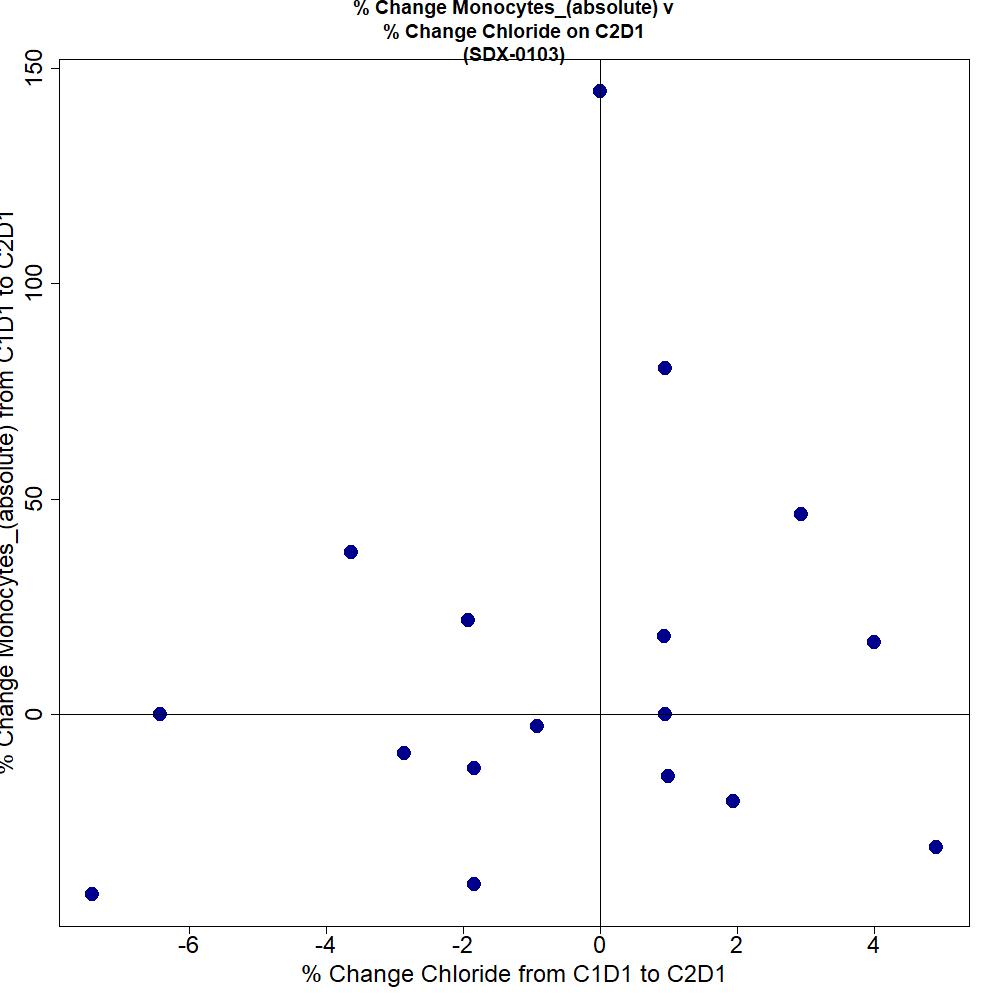 % Change Monocytes_(absolute) v
% Change Chloride on C2D1
(SDX-0103)
% Change Monocytes_(absolute) from C1D1 to C2D1
150
100
50
0
-6
-4
-2
0
2
4
% Change Chloride from C1D1 to C2D1